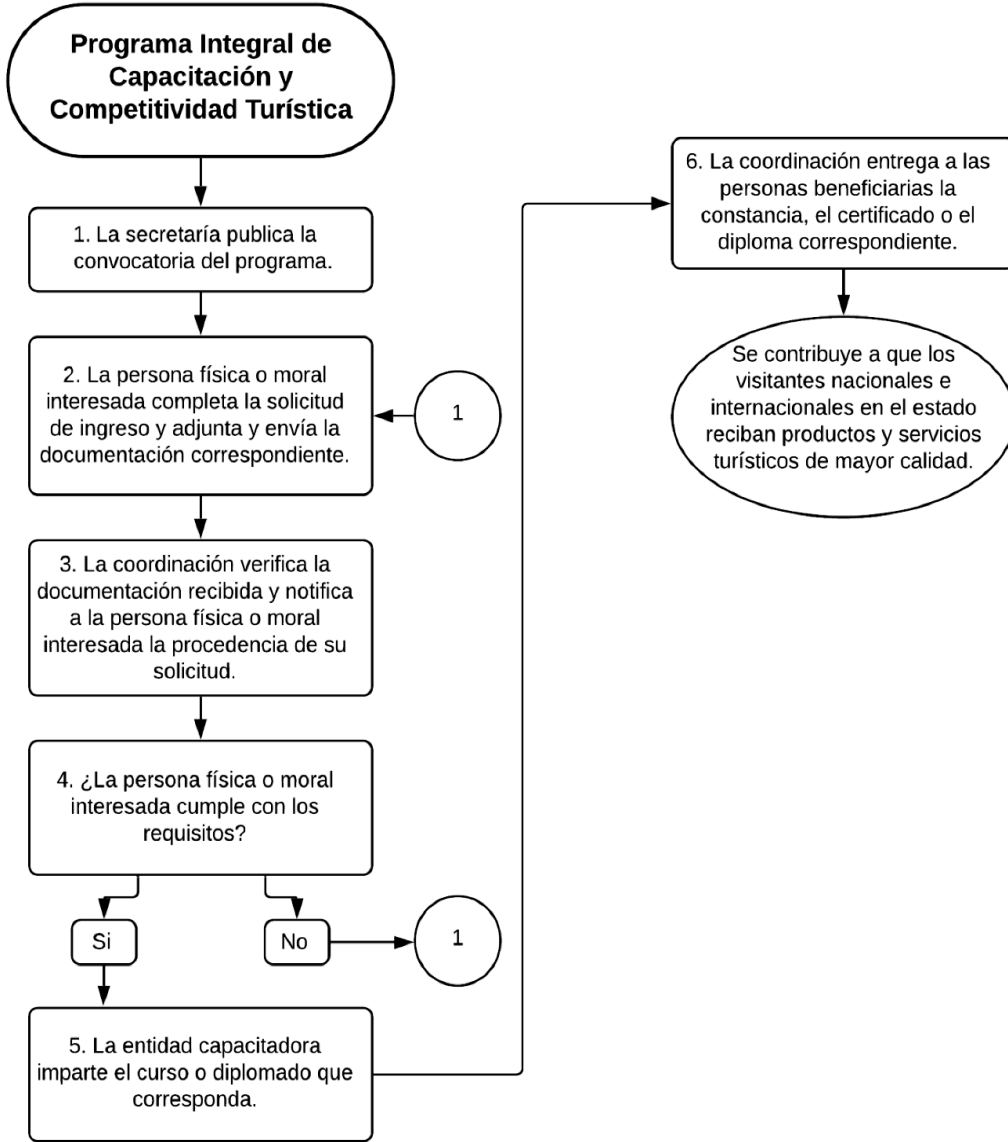 Programa Integral de
Capacitación y
Competitividad Turística
1. La secretaría publica la
convocatoria del programa.
2. La persona física o moral
interesada completa la solicitud
de ingreso y adjunta y envía la
documentación correspondiente.
1
3. La coordinación verifica la
documentación recibida y notifica
a la persona física o moral
interesada la procedencia de su
solicitud.
4. ¿La persona física o moral
interesada cumple con los
requisitos?
Si
No
1
5. La entidad capacitadora
imparte el curso o diplomado que
corresponda.
6. La coordinación entrega a las
personas beneficiarias la
constancia, el certificado o el
diploma correspondiente.
Se contribuye a que los
visitantes nacionales e
internacionales en el estado
reciban productos y servicios
turísticos de mayor calidad.